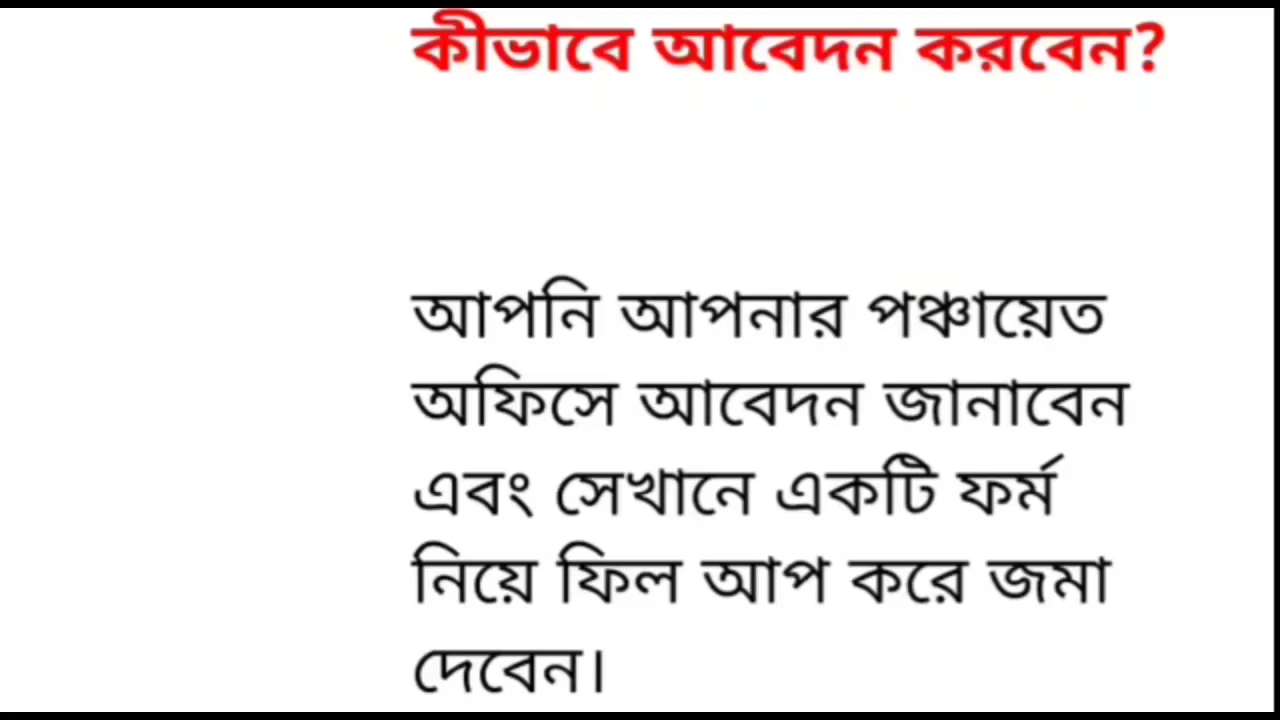 কীভাবে আবেদন করবেন?
আপনি আপনার পঞ্চায়েত
অফিসে আবেদন জানাবেন
এবং সেখানে একটি ফর্ম
নিয়ে ফিল আপ করে জমা
দেবেন।